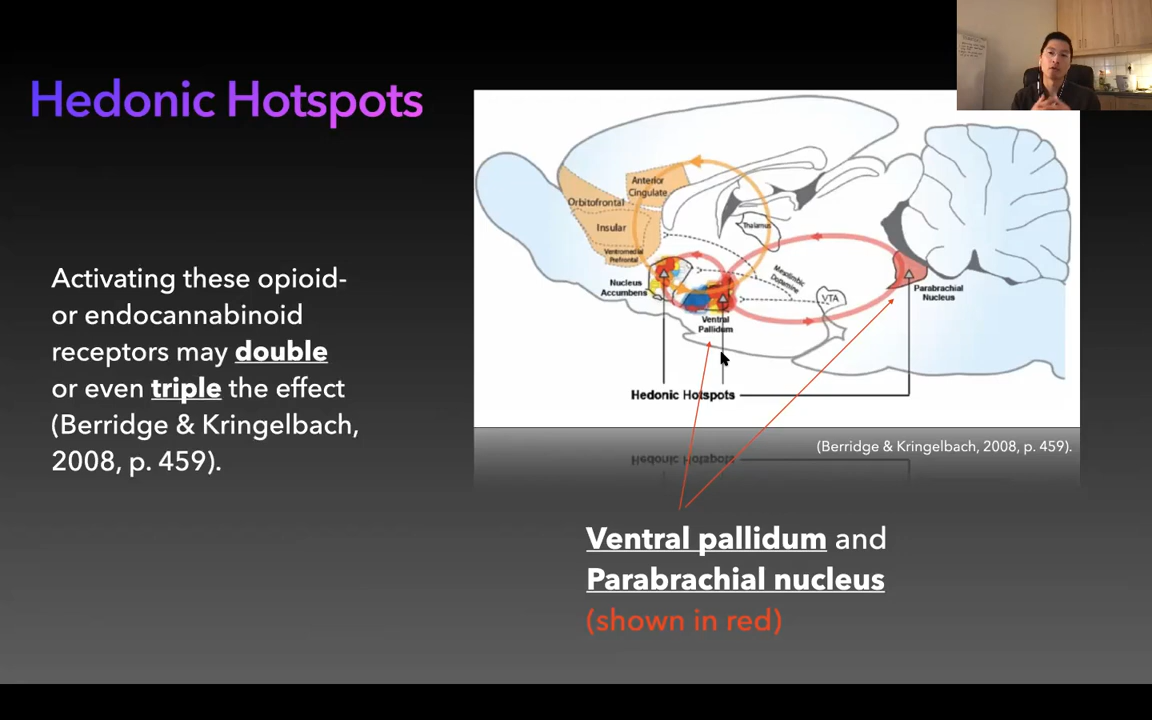 Hedonic Hotspots
Activating these opioid-
or endocannabinoid
receptors may double
or even triple the effect
(Berridge & Kringelbach,
2008, p. 459).
Anterior
Cingulate
Orbitofrontal
Insular
Ventromedial
Prefrontal
Thalamus
Nucleus
Accumbens
Mesolimbic
Dopamine
VTA
Ventral
Pallidum
Parabrachial
Nucleus
Hedonic Hotspots
(Berridge & Kringelbach, 2008, p. 459).
Ventral pallidum and
Parabrachial nucleus
(shown in red)